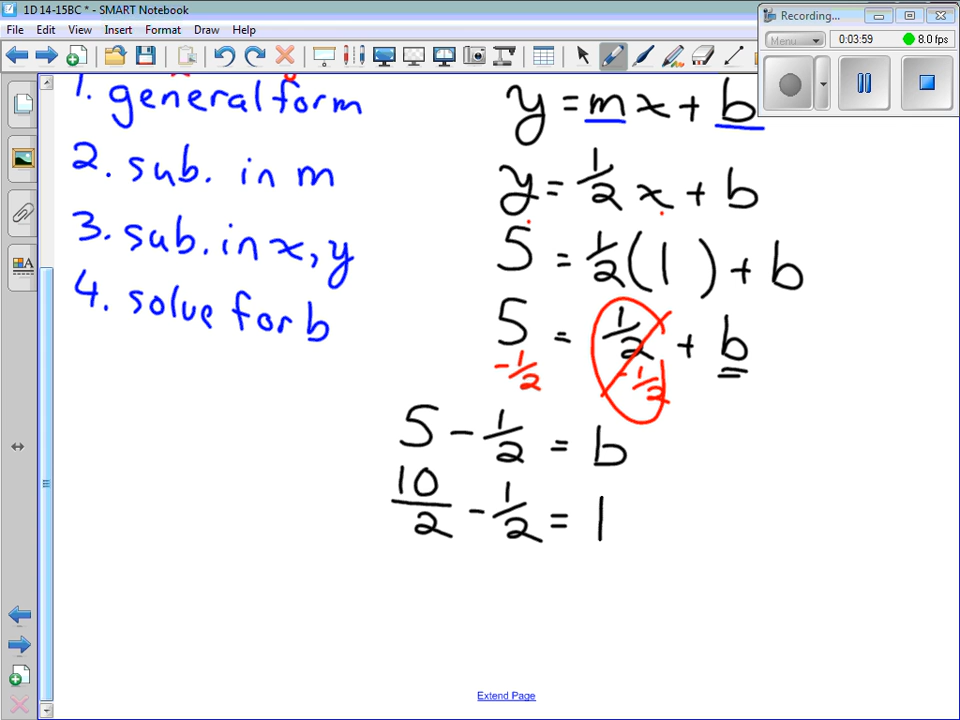 1D 14-15BC * - SMART Notebook
File Edit View Insert Format Draw Help
Recording...
Menu 0:03:59 8.0 fps
1. general form
2. sub. in m
3. sub. in x, y
4. solve for b
y = mx + b
y = 1/2 x + b
5 = 1/2 (1) + b
5 = 1/2 + b
-1/2 -1/2
5 - 1/2 = b
10/2 - 1/2 = 1
Extend Page